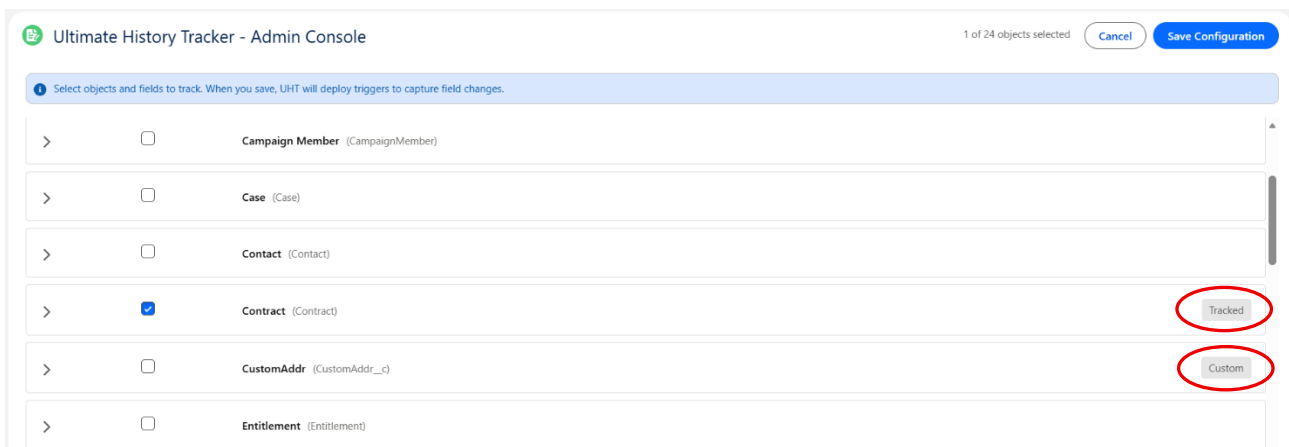 Ultimate History Tracker - Admin Console
1 of 24 objects selected
Cancel
Save Configuration
Select objects and fields to track. When you save, UHT will deploy triggers to capture field changes.
Campaign Member (CampaignMember)
Case (Case)
Contact (Contact)
Contract (Contract)
Tracked
CustomAddr (CustomAddr__c)
Custom
Entitlement (Entitlement)